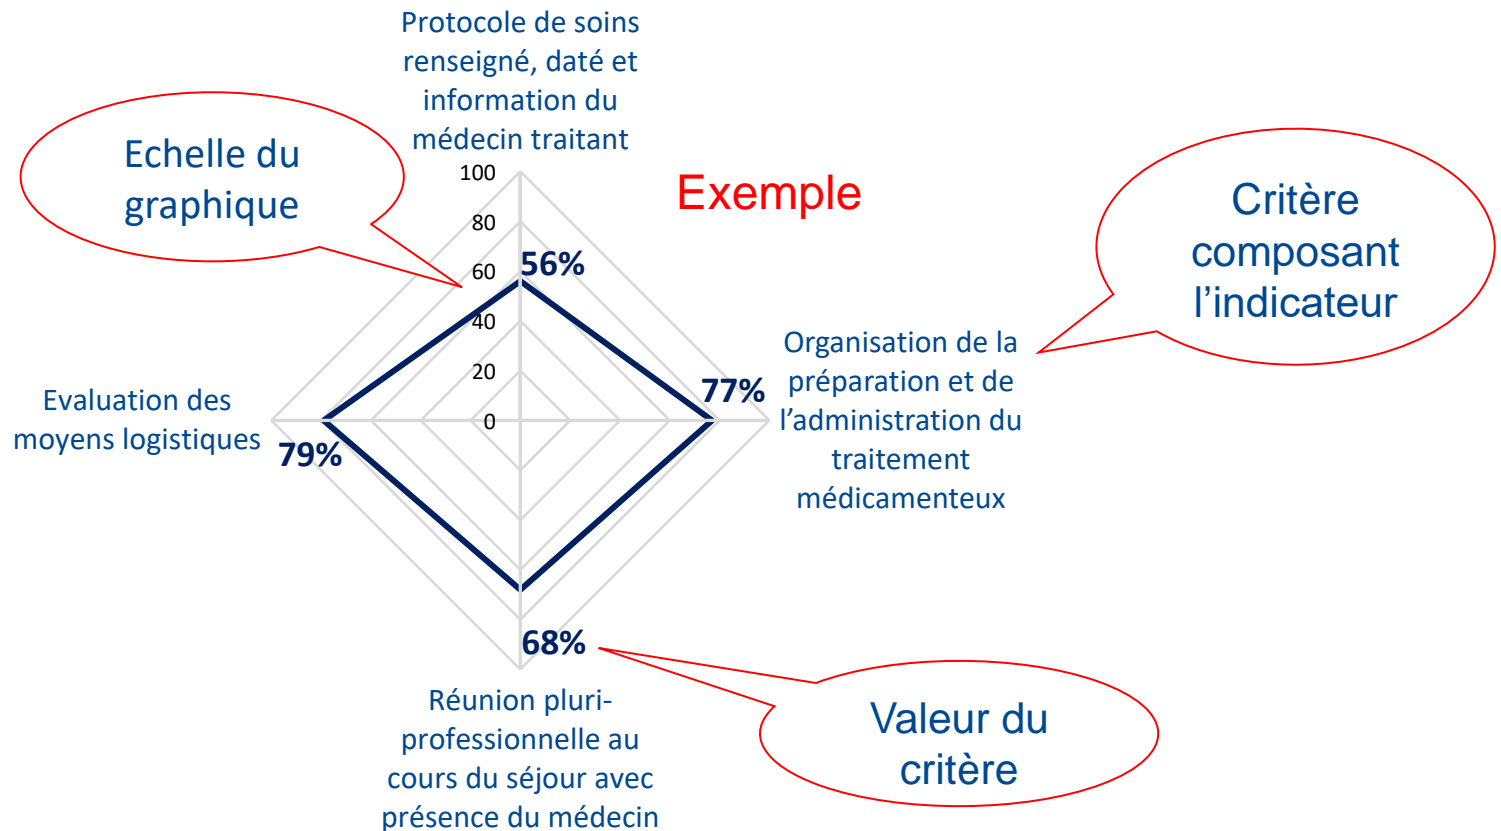 Protocole de soins
renseigné, daté et
information du
médecin traitant
Echelle du
graphique
Exemple
Critère
composant
l’indicateur
100
80
60
40
20
0
56%
77%
79%
68%
Organisation de la
préparation et de
l’administration du
traitement
médicamenteux
Evaluation des
moyens logistiques
Réunion pluri-
professionnelle au
cours du séjour avec
présence du médecin
Valeur du
critère